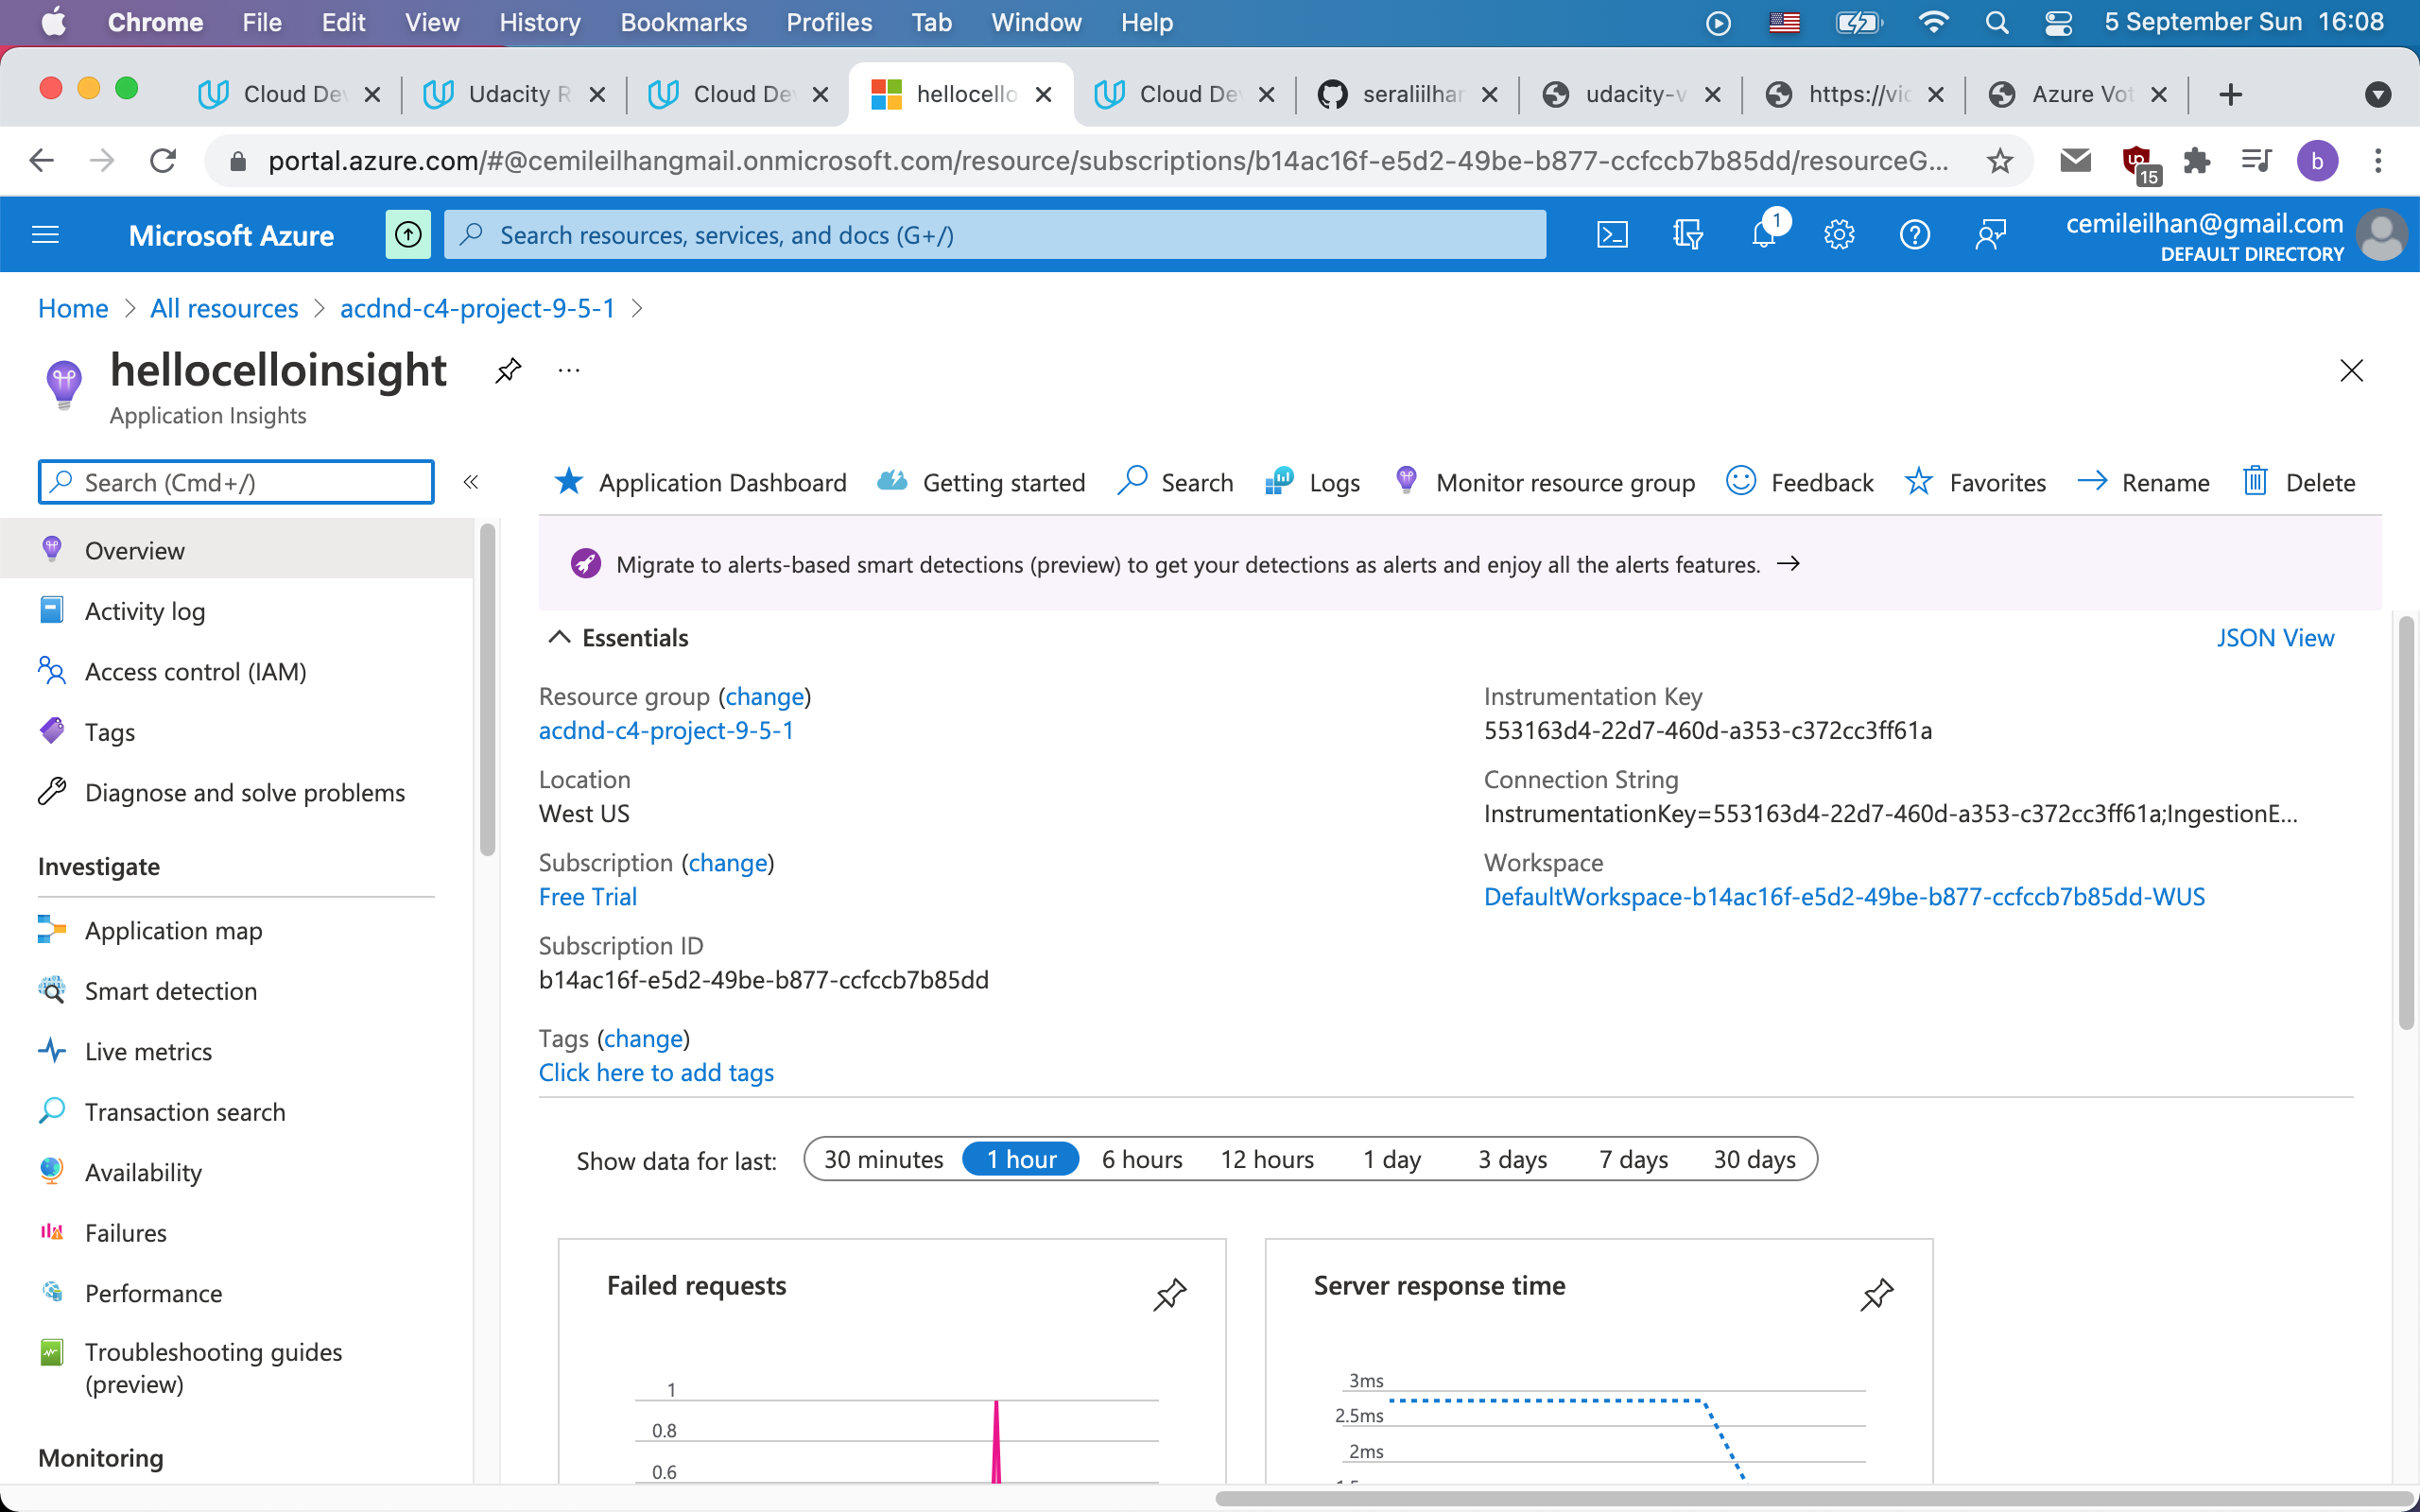 Chrome File Edit View History Bookmarks Profiles Tab Window Help 5 September Sun 16:08
Cloud Dev Udacity R Cloud Dev hellocello Cloud Dev seraliilhan udacity-v https://vid Azure Vot
portal.azure.com/#@cemileilhangmail.onmicrosoft.com/resource/subscriptions/b14ac16f-e5d2-49be-b877-ccfccb7b85dd/resourceG... 15 b
Microsoft Azure Search resources, services, and docs (G+/) 1 cemileilhan@gmail.com
DEFAULT DIRECTORY
Home > All resources > acdnd-c4-project-9-5-1 >
hellocelloinsight ...
Application Insights
Search (Cmd+/) «
Application Dashboard Getting started Search Logs Monitor resource group Feedback Favorites Rename Delete
Overview
Activity log
Access control (IAM)
Tags
Diagnose and solve problems
Investigate
Application map
Smart detection
Live metrics
Transaction search
Availability
Failures
Performance
Troubleshooting guides
(preview)
Monitoring
Migrate to alerts-based smart detections (preview) to get your detections as alerts and enjoy all the alerts features. →
Essentials JSON View
Resource group (change)
acdnd-c4-project-9-5-1
Location
West US
Subscription (change)
Free Trial
Subscription ID
b14ac16f-e5d2-49be-b877-ccfccb7b85dd
Tags (change)
Click here to add tags
Instrumentation Key
553163d4-22d7-460d-a353-c372cc3ff61a
Connection String
InstrumentationKey=553163d4-22d7-460d-a353-c372cc3ff61a;IngestionE...
Workspace
DefaultWorkspace-b14ac16f-e5d2-49be-b877-ccfccb7b85dd-WUS
Show data for last: 30 minutes 1 hour 6 hours 12 hours 1 day 3 days 7 days 30 days
Failed requests
1
0.8
0.6
Server response time
3ms
2.5ms
2ms